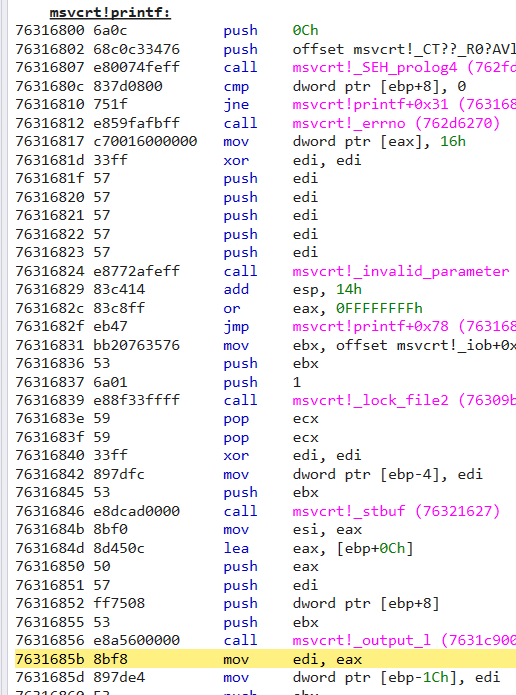 msvcrt!printf:
76316800 6a0c push 0Ch
76316802 68c0c33476 push offset msvcrt!_CT??_R0?AVl
76316807 e80074feff call msvcrt!_SEH_prolog4 (762fd
7631680c 837d0800 cmp dword ptr [ebp+8], 0
76316810 751f jne msvcrt!printf+0x31 (763168
76316812 e859fafbff call msvcrt!_errno (762d6270)
76316817 c70016000000 mov dword ptr [eax], 16h
7631681d 33ff xor edi, edi
7631681f 57 push edi
76316820 57 push edi
76316821 57 push edi
76316822 57 push edi
76316823 57 push edi
76316824 e8772afeff call msvcrt!_invalid_parameter
76316829 83c414 add esp, 14h
7631682c 83c8ff or eax, 0FFFFFFFFh
7631682f eb47 jmp msvcrt!printf+0x78 (763168
76316831 bb20763576 mov ebx, offset msvcrt!_iob+0x
76316836 53 push ebx
76316837 6a01 push 1
76316839 e88f33ffff call msvcrt!_lock_file2 (76309b
7631683e 59 pop ecx
7631683f 59 pop ecx
76316840 33ff xor edi, edi
76316842 897dfc mov dword ptr [ebp-4], edi
76316845 53 push ebx
76316846 e8dcad0000 call msvcrt!_stbuf (76321627)
7631684b 8bf0 mov esi, eax
7631684d 8d450c lea eax, [ebp+0Ch]
76316850 50 push eax
76316851 57 push edi
76316852 ff7508 push dword ptr [ebp+8]
76316855 53 push ebx
76316856 e8a5600000 call msvcrt!_output_l (7631c900
7631685b 8bf8 mov edi, eax
7631685d 897de4 mov dword ptr [ebp-1Ch], edi
76316860 53 push ebx